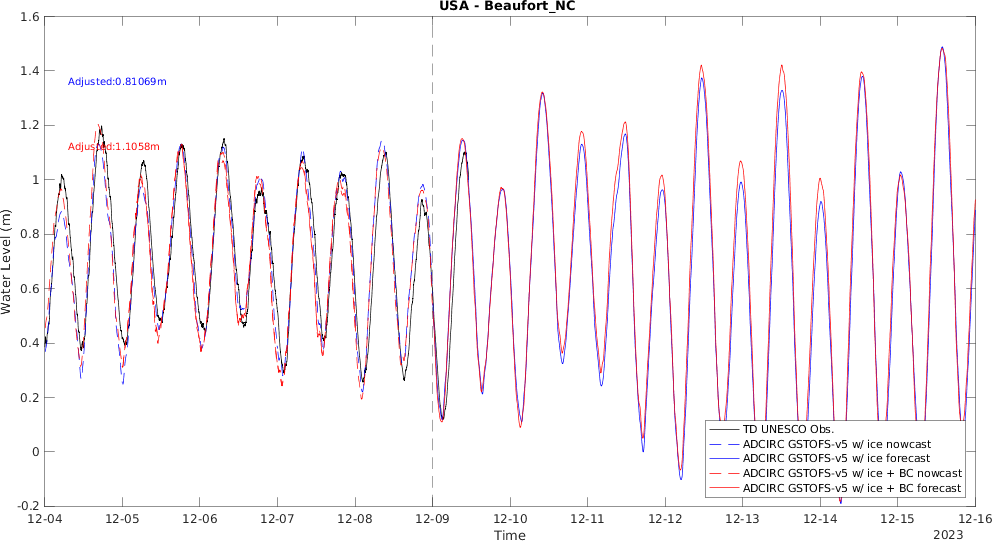 USA - Beaufort_NC
1.6
1.4
1.2
1
0.8
0.6
0.4
0.2
0
-0.2
Water Level (m)
Adjusted:0.81069m
Adjusted:1.1058m
TD UNESCO Obs.
ADCIRC GSTOFS-v5 w/ ice nowcast
ADCIRC GSTOFS-v5 w/ ice forecast
ADCIRC GSTOFS-v5 w/ ice + BC nowcast
ADCIRC GSTOFS-v5 w/ ice + BC forecast
12-04 12-05 12-06 12-07 12-08 12-09 12-10 12-11 12-12 12-13 12-14 12-15 12-16
Time
2023